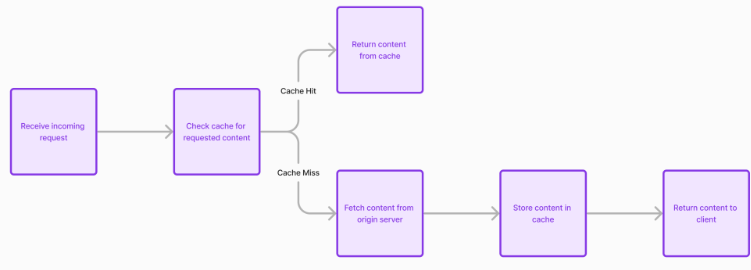 Receive incoming
request
Check cache for
requested content
Cache Hit
Return content
from cache
Cache Miss
Fetch content from
origin server
Store content in
cache
Return content to
client